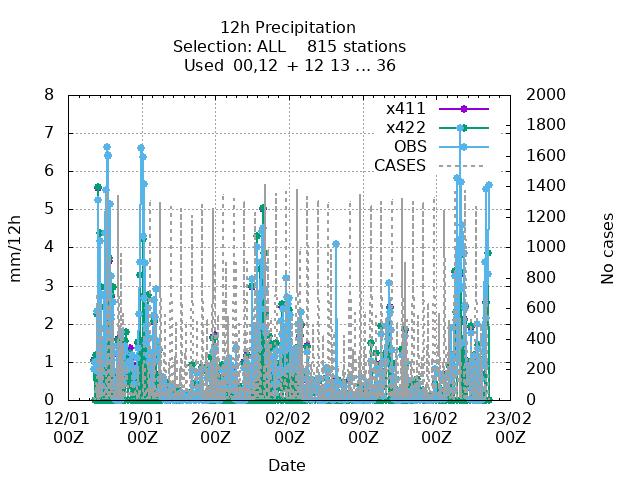 12h Precipitation
Selection: ALL 815 stations
Used 00,12 + 12 13 ... 36
x411
x422
OBS
CASES
mm/12h
8
7
6
5
4
3
2
1
0
No cases
2000
1800
1600
1400
1200
1000
800
600
400
200
0
12/01 19/01 26/01 02/02 09/02 16/02 23/02
00Z 00Z 00Z 00Z 00Z 00Z 00Z
Date